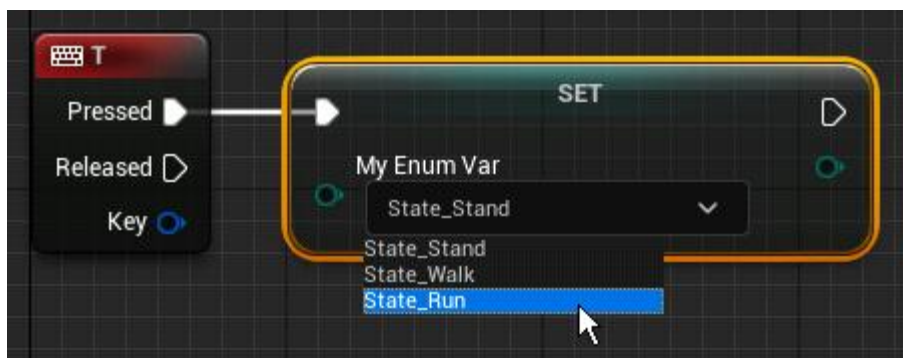 T
Pressed
Released
Key
SET
My Enum Var
State_Stand
State_Stand
State_Walk
State_Run